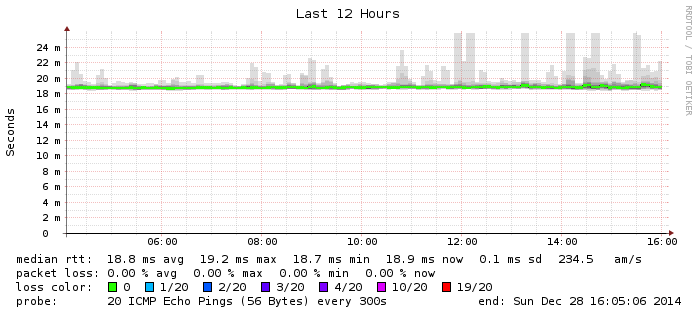 Last 12 Hours
RRDTOOL / TOBI OETIKER
Seconds
24 m
22 m
20 m
18 m
16 m
14 m
12 m
10 m
8 m
6 m
4 m
2 m
0
06:00 08:00 10:00 12:00 14:00 16:00
median rtt: 18.8 ms avg 19.2 ms max 18.7 ms min 18.9 ms now 0.1 ms sd 234.5 am/s
packet loss: 0.00 % avg 0.00 % max 0.00 % min 0.00 % now
loss color: 0 1/20 2/20 3/20 4/20 10/20 19/20
probe: 20 ICMP Echo Pings (56 Bytes) every 300s end: Sun Dec 28 16:05:06 2014